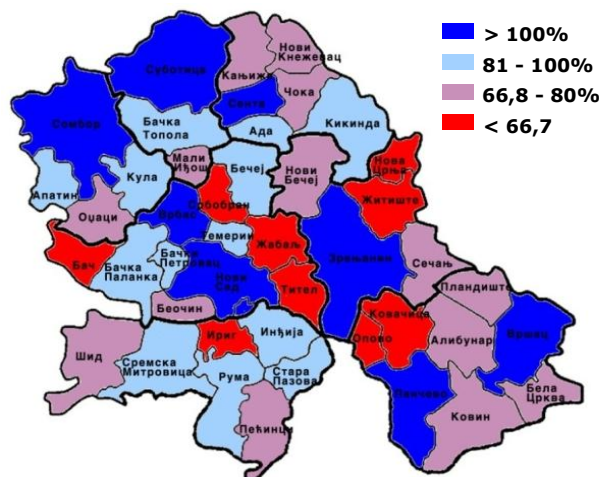 > 100%
81 - 100%
66,8 - 80%
< 66,7
Суботица
Кањижа
Нови
Кнежевац
Сента
Чока
Сомбор
Бачка
Топола
Ада
Кикинда
Мали
Иђош
Бечеј
Нови
Бечеј
Нова
Црња
Апатин
Кула
Житиште
Оџаци
Врбас
Србобран
Темерин
Жабаљ
Зрењанин
Сечањ
Бач
Бачка
Паланка
Бачки
Петровац
Нови
Сад
Тител
Пландиште
Беочин
Ковачица
Опово
Алибунар
Вршац
Шид
Ириг
Инђија
Сремска
Митровица
Рума
Стара
Пазова
Панчево
Бела
Црква
Ковин
Пећинци